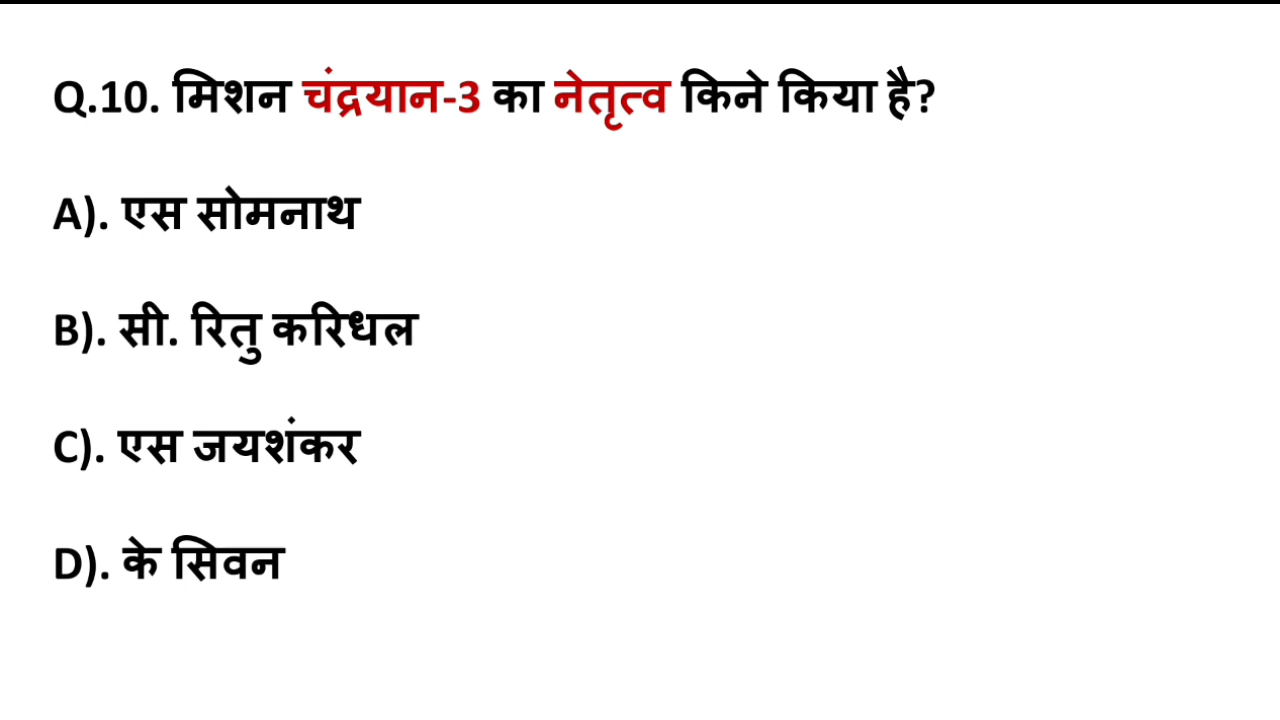 Q.10. मिशन चंद्रयान-3 का नेतृत्व किने किया है?
A). एस सोमनाथ
B). सी. रितु करिधल
C). एस जयशंकर
D). के सिवन